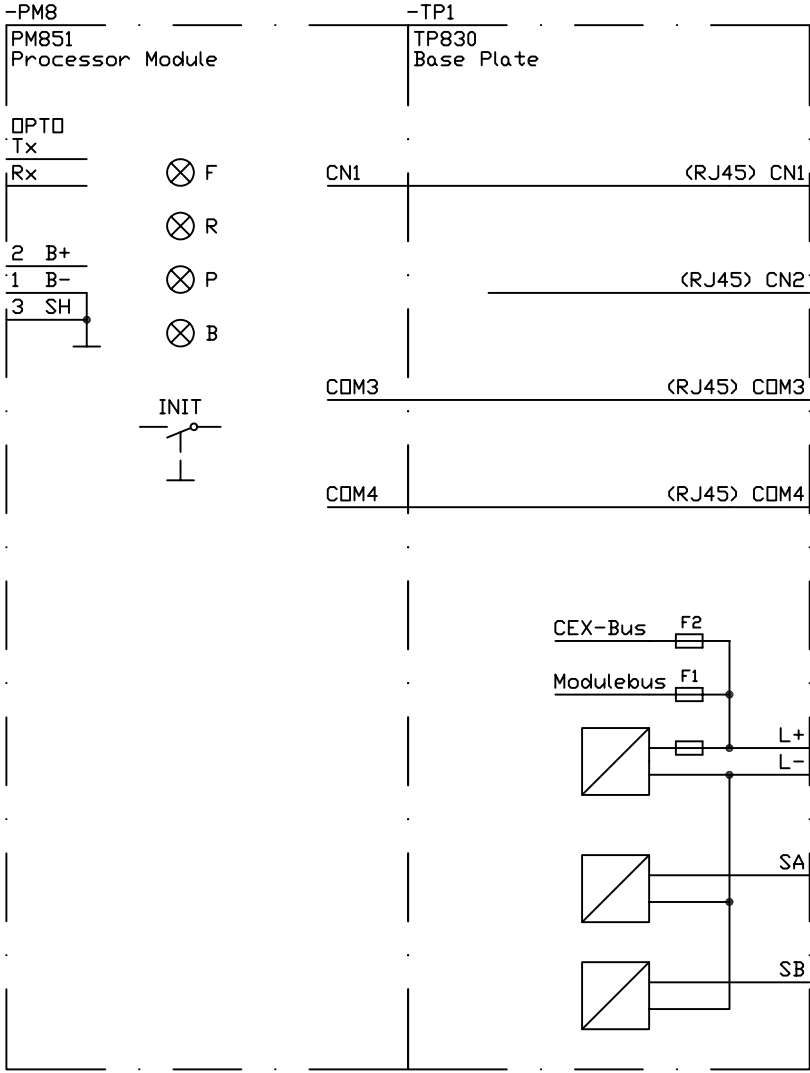 -PM8
-TP1
PM851
Processor Module
TP830
Base Plate
OPTO
Tx
Rx
F
CN1
(RJ45) CN1
R
2 B+
1 B-
P
(RJ45) CN2
3 SH
B
COM3
(RJ45) COM3
INIT
COM4
(RJ45) COM4
CEX-Bus
F2
Modulebus
F1
L+
L-
SA
SB